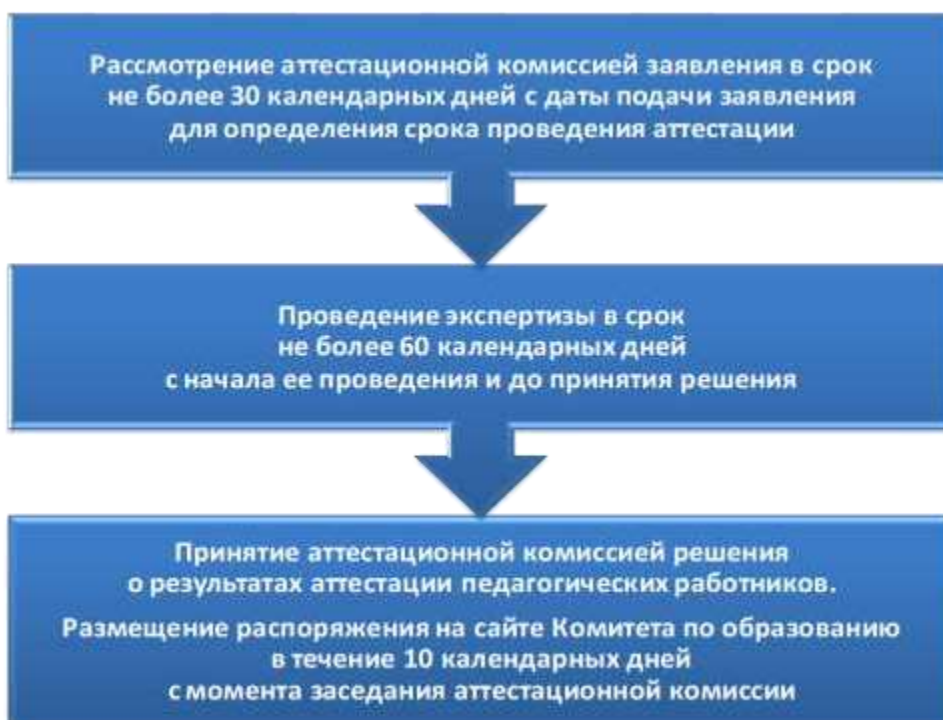 Рассмотрение аттестационной комиссией заявления в срок
не более 30 календарных дней с даты подачи заявления
для определения срока проведения аттестации
Проведение экспертизы в срок
не более 60 календарных дней
с начала ее проведения и до принятия решения
Принятие аттестационной комиссией решения
о результатах аттестации педагогических работников.
Размещение распоряжения на сайте Комитета по образованию
в течение 10 календарных дней
с момента заседания аттестационной комиссии